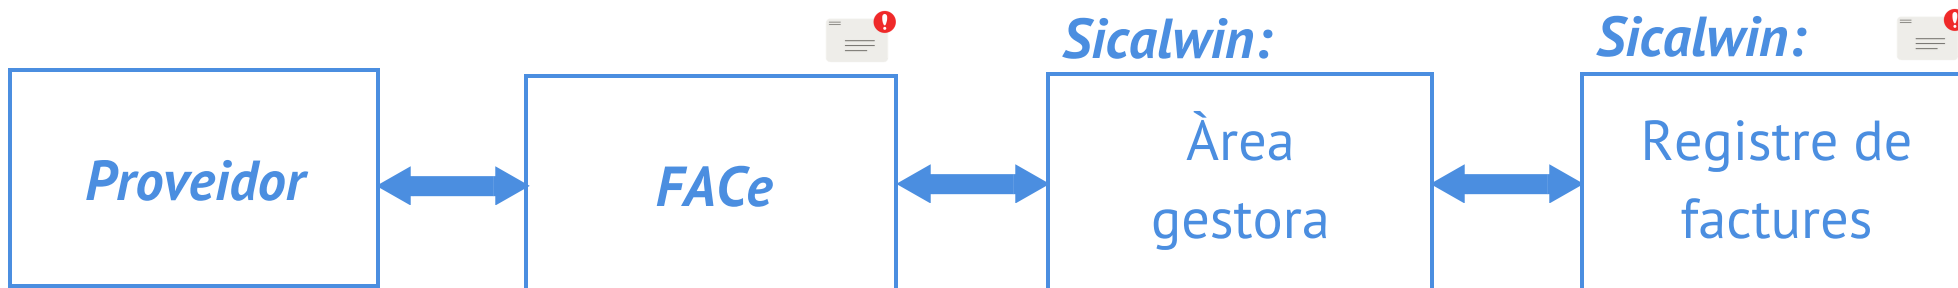 Proveidor
FACe
Sicalwin:
Àrea
gestora
Sicalwin:
Registre de
factures